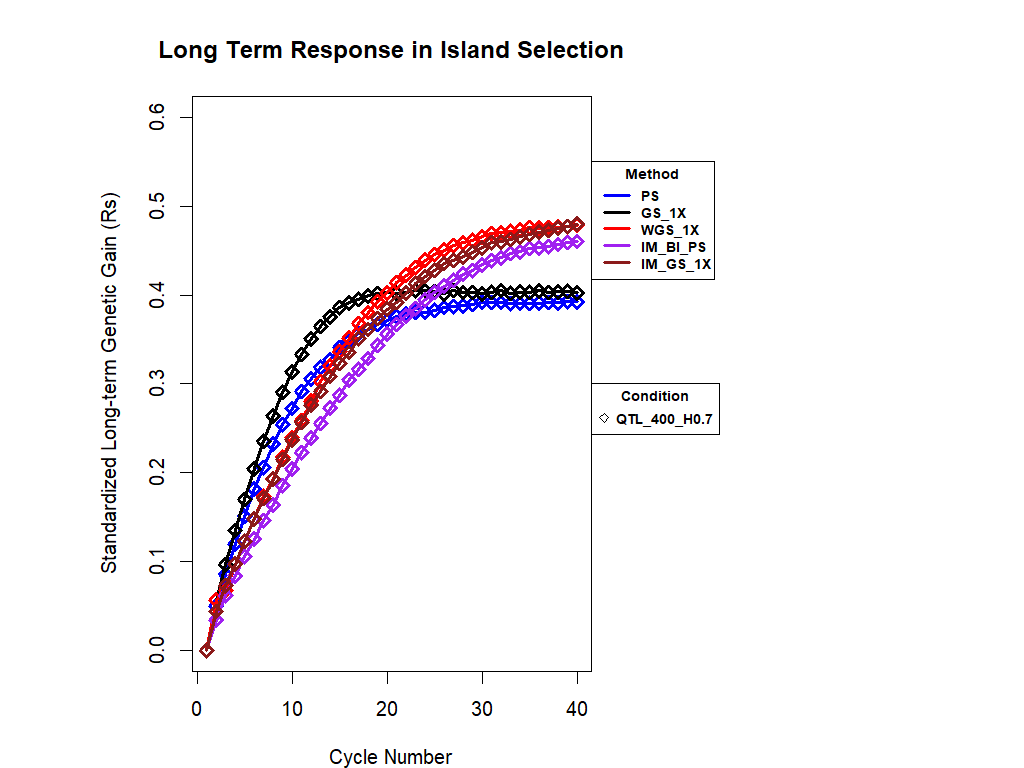 Long Term Response in Island Selection
Standardized Long-term Genetic Gain (Rs)
0.6
0.5
0.4
0.3
0.2
0.1
0.0
0 10 20 30 40
Cycle Number
Method
PS
GS_1X
WGS_1X
IM_BI_PS
IM_GS_1X
Condition
QTL_400_H0.7